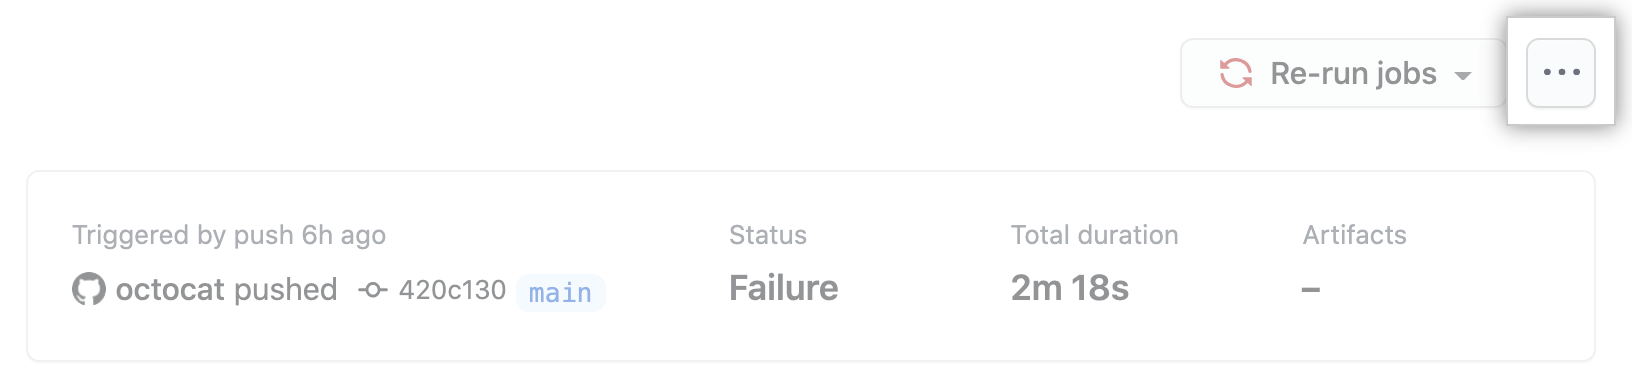 Re-run jobs
Triggered by push 6h ago
octocat pushed 420c130 main
Status
Failure
Total duration
2m 18s
Artifacts
–